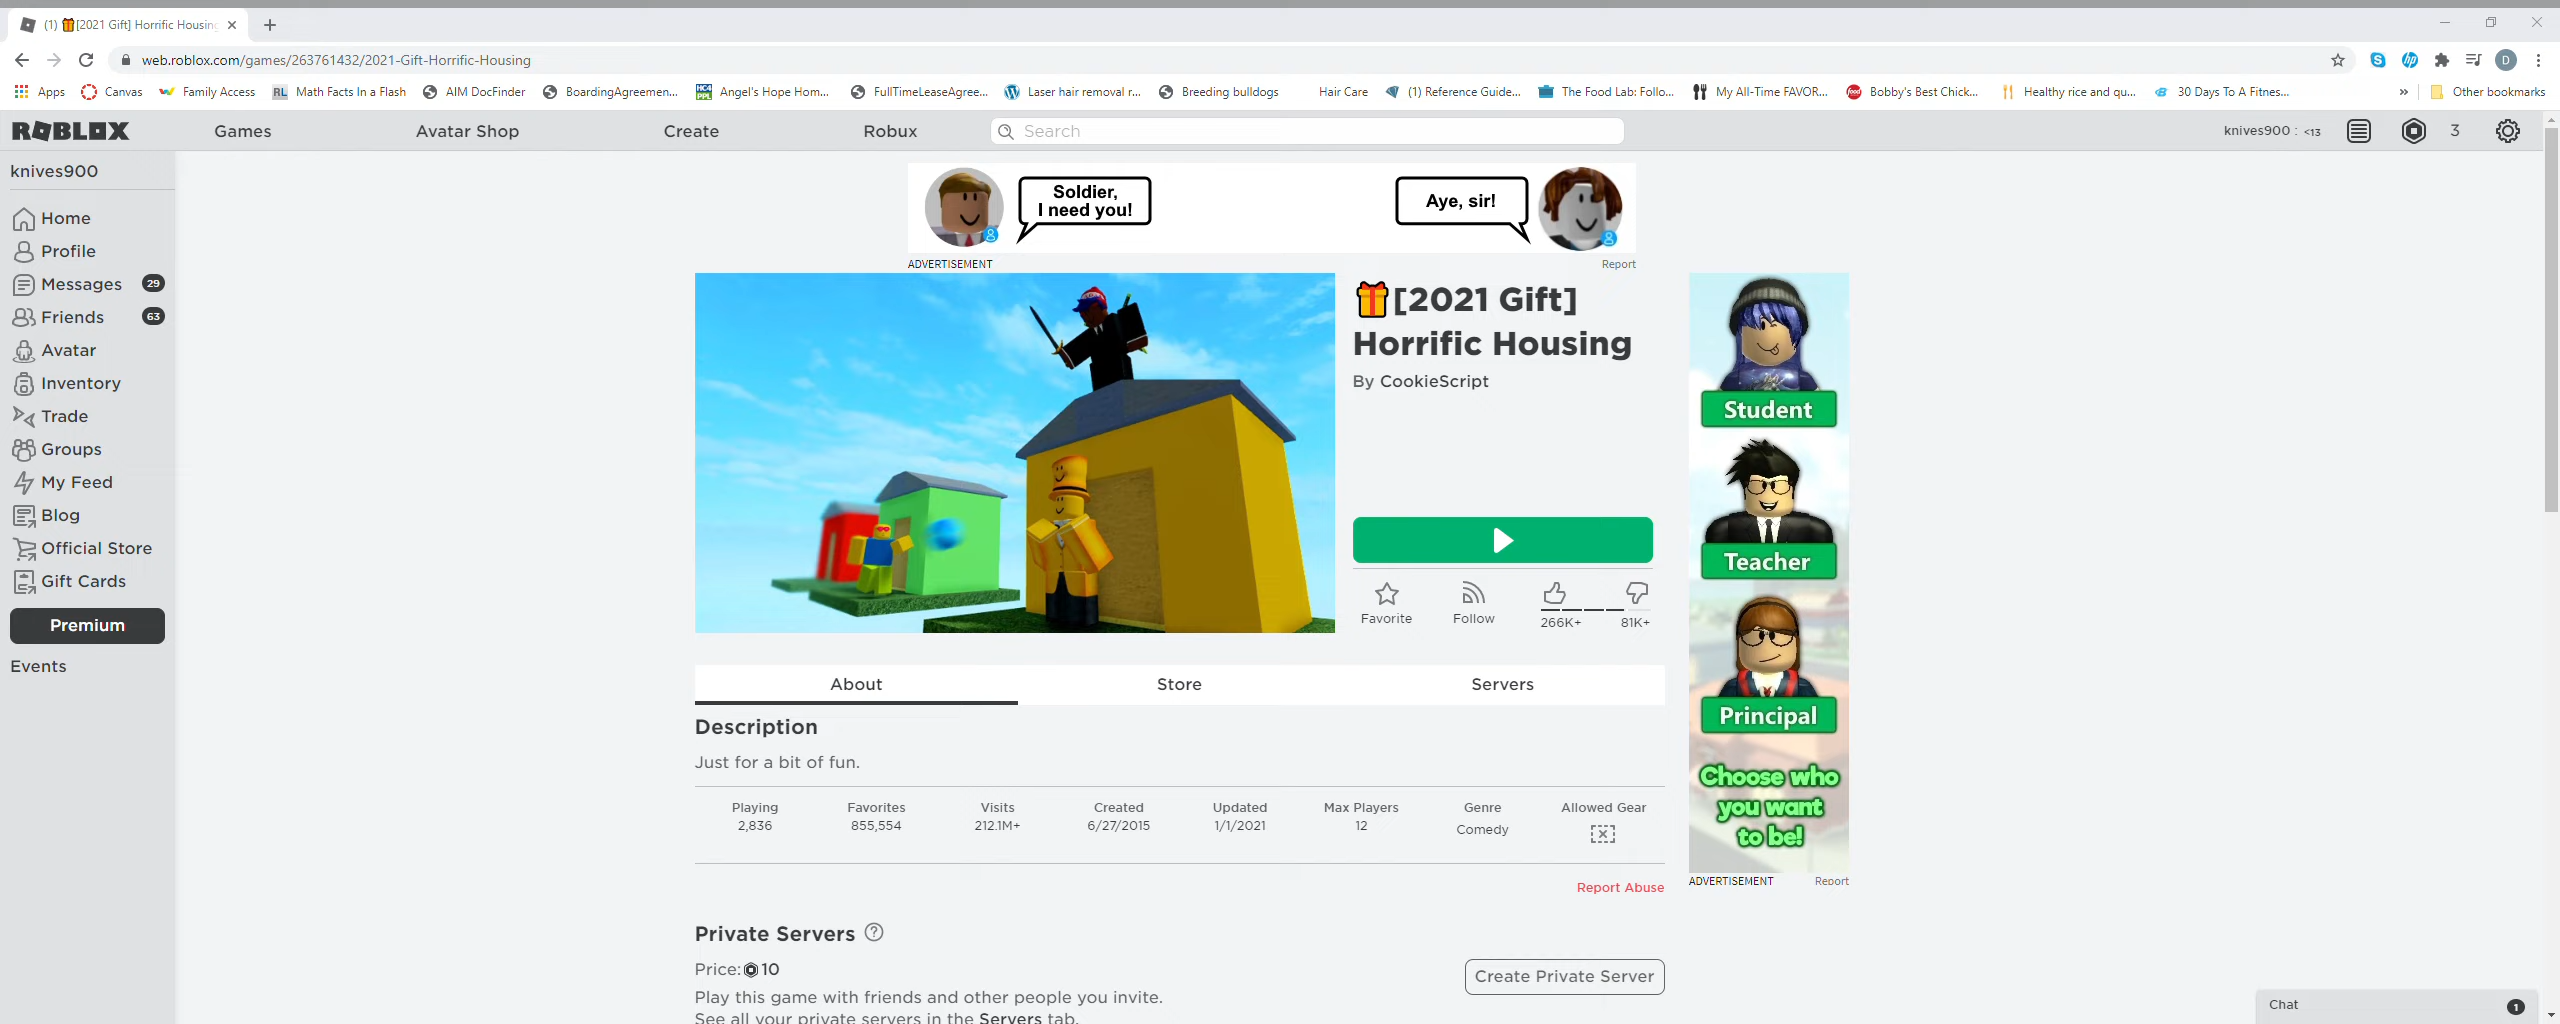 (1) 🎁[2021 Gift] Horrific Housing
web.roblox.com/games/263761432/2021-Gift-Horrific-Housing
Apps Canvas Family Access Math Facts In a Flash AIM DocFinder BoardingAgreemen... Angel's Hope Hom... FullTimeLeaseAgree... Laser hair removal r... Breeding bulldogs Hair Care (1) Reference Guide... The Food Lab: Follo... My All-Time FAVOR... Bobby's Best Chick... Healthy rice and qu... 30 Days To A Fitnes... » Other bookmarks
ROBLOX Games Avatar Shop Create Robux Search knives900 : <13 3
knives900
Home
Profile
Messages 29
Friends 63
Avatar
Inventory
Trade
Groups
My Feed
Blog
Official Store
Gift Cards
Premium
Events
Soldier,
I need you!
Aye, sir!
ADVERTISEMENT Report
🎁[2021 Gift]
Horrific Housing
By CookieScript
Favorite Follow 266K+ 81K+
Student
Teacher
Principal
Choose who
you want
to be!
ADVERTISEMENT Report
About Store Servers
Description
Just for a bit of fun.
Playing Favorites Visits Created Updated Max Players Genre Allowed Gear
2,836 855,554 212.1M+ 6/27/2015 1/1/2021 12 Comedy
Report Abuse
Private Servers
Price: 10
Create Private Server
Play this game with friends and other people you invite.
See all your private servers in the Servers tab.
Chat 1